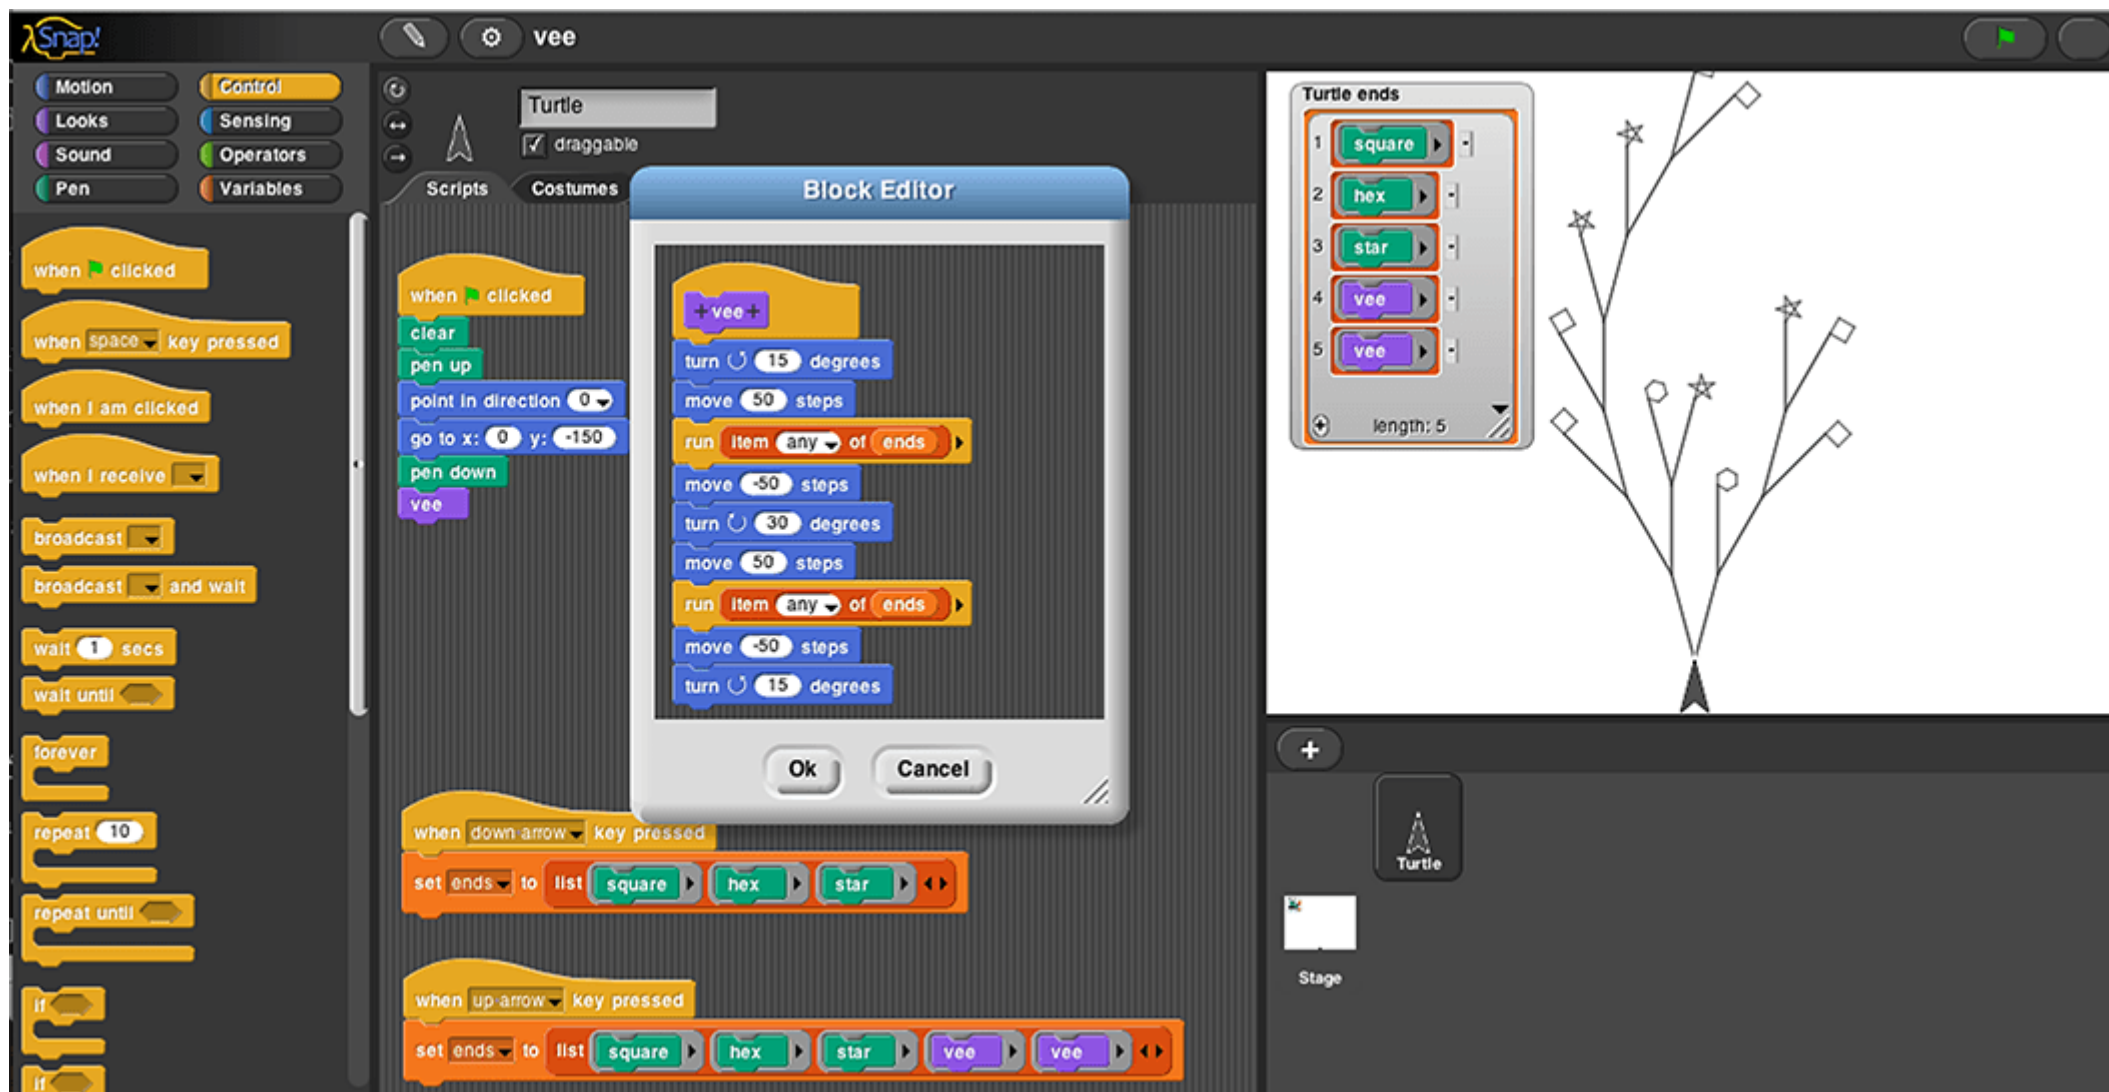 λSnap!
vee
Motion
Control
Looks
Sensing
Sound
Operators
Pen
Variables
when clicked
when space key pressed
when I am clicked
when I receive
broadcast
broadcast and wait
wait 1 secs
wait until
forever
repeat 10
repeat until
if
if
Turtle
draggable
Scripts
Costumes
when clicked
clear
pen up
point in direction 0
go to x: 0 y: -150
pen down
vee
when down arrow key pressed
set ends to list square hex star
when up arrow key pressed
set ends to list square hex star vee vee
Block Editor
+vee+
turn 15 degrees
move 50 steps
run item any of ends
move -50 steps
turn 30 degrees
move 50 steps
run item any of ends
move -50 steps
turn 15 degrees
Ok
Cancel
Turtle ends
1 square
2 hex
3 star
4 vee
5 vee
length: 5
Turtle
Stage